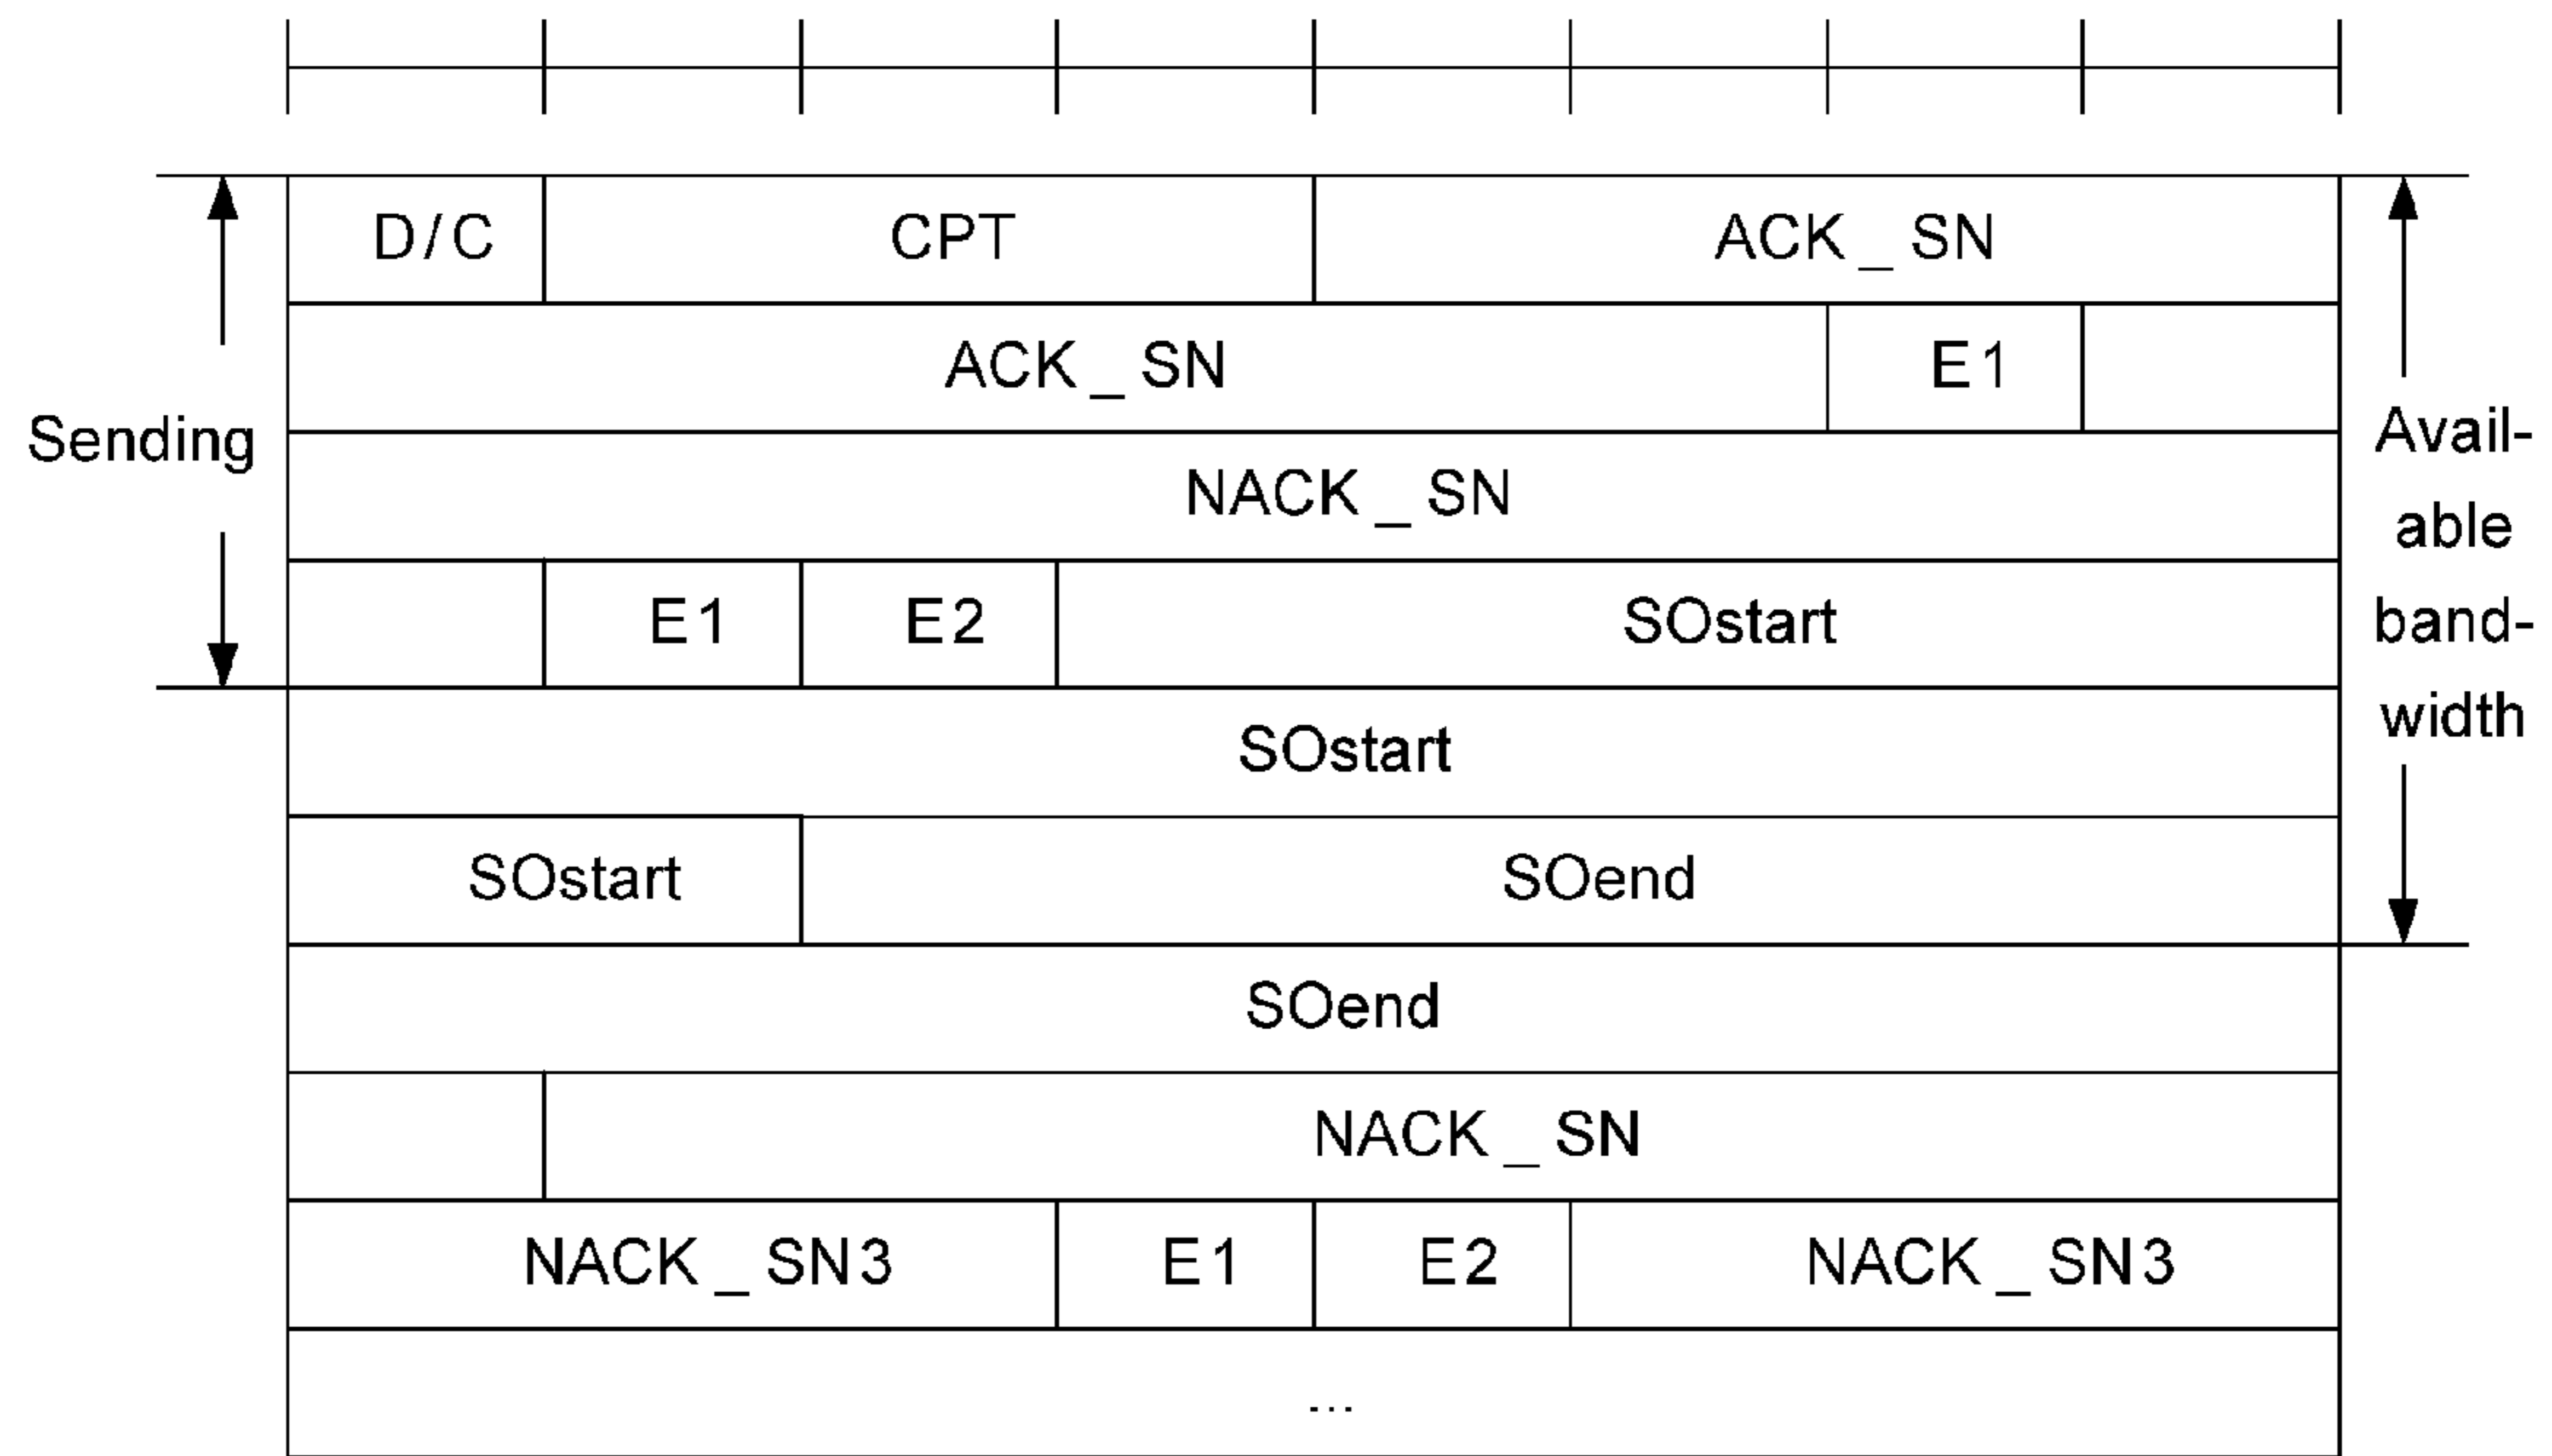 D/C CPT ACK_SN
ACK_SN E1
Sending
NACK_SN
E1 E2 SOstart
SOstart
SOstart SOend
Avail-
able
band-
width
SOend
NACK_SN
NACK_SN3 E1 E2 NACK_SN3
...